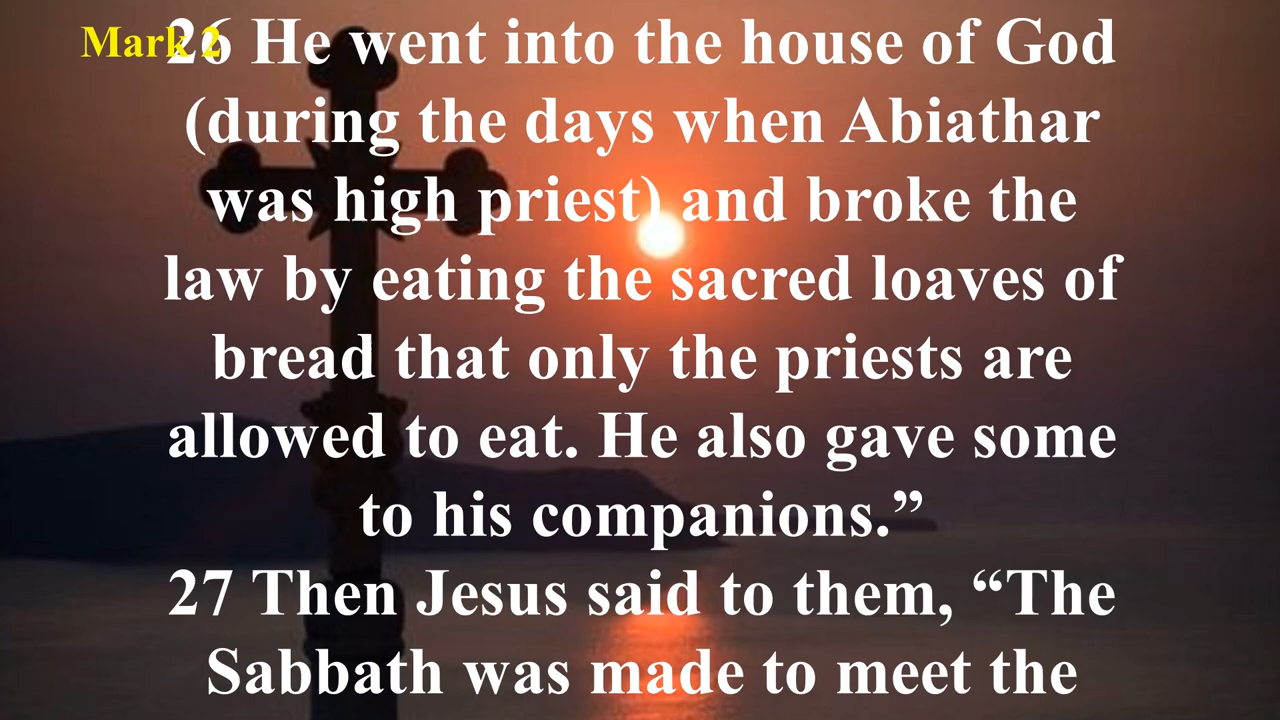 Mark 2
26 He went into the house of God
(during the days when Abiathar
was high priest) and broke the
law by eating the sacred loaves of
bread that only the priests are
allowed to eat. He also gave some
to his companions.”
27 Then Jesus said to them, “The
Sabbath was made to meet the